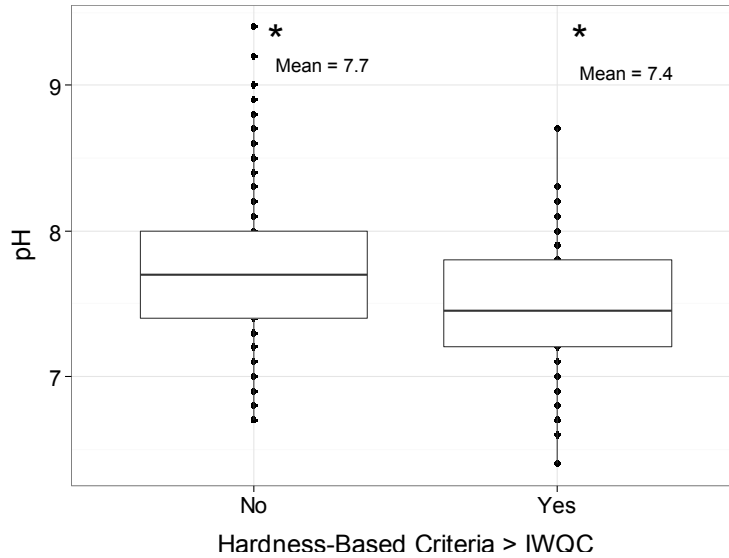 *
*
Mean = 7.7
Mean = 7.4
9
8
7
pH
No
Yes
Hardness-Based Criteria > IWQC